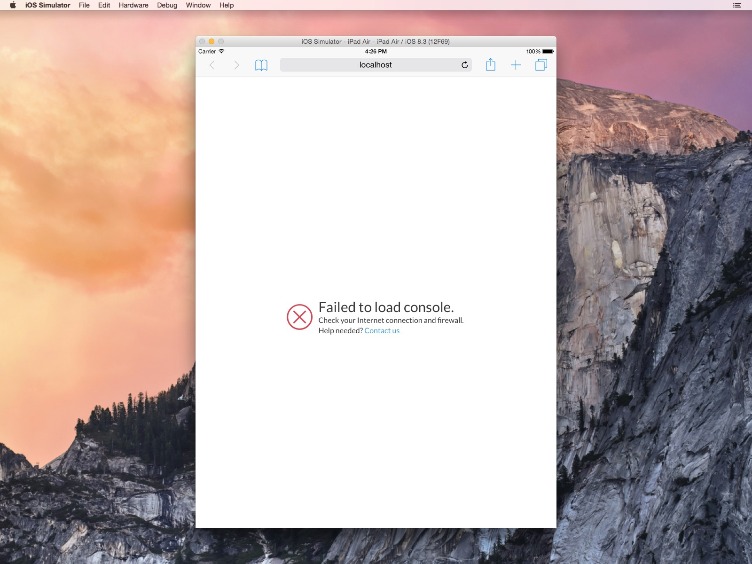 iOS Simulator File Edit Hardware Debug Window Help
iOS Simulator - iPad Air - iPad Air / iOS 8.3 (12F69)
Carrier 4:26 PM 100%
localhost
Failed to load console.
Check your Internet connection and firewall.
Help needed? Contact us